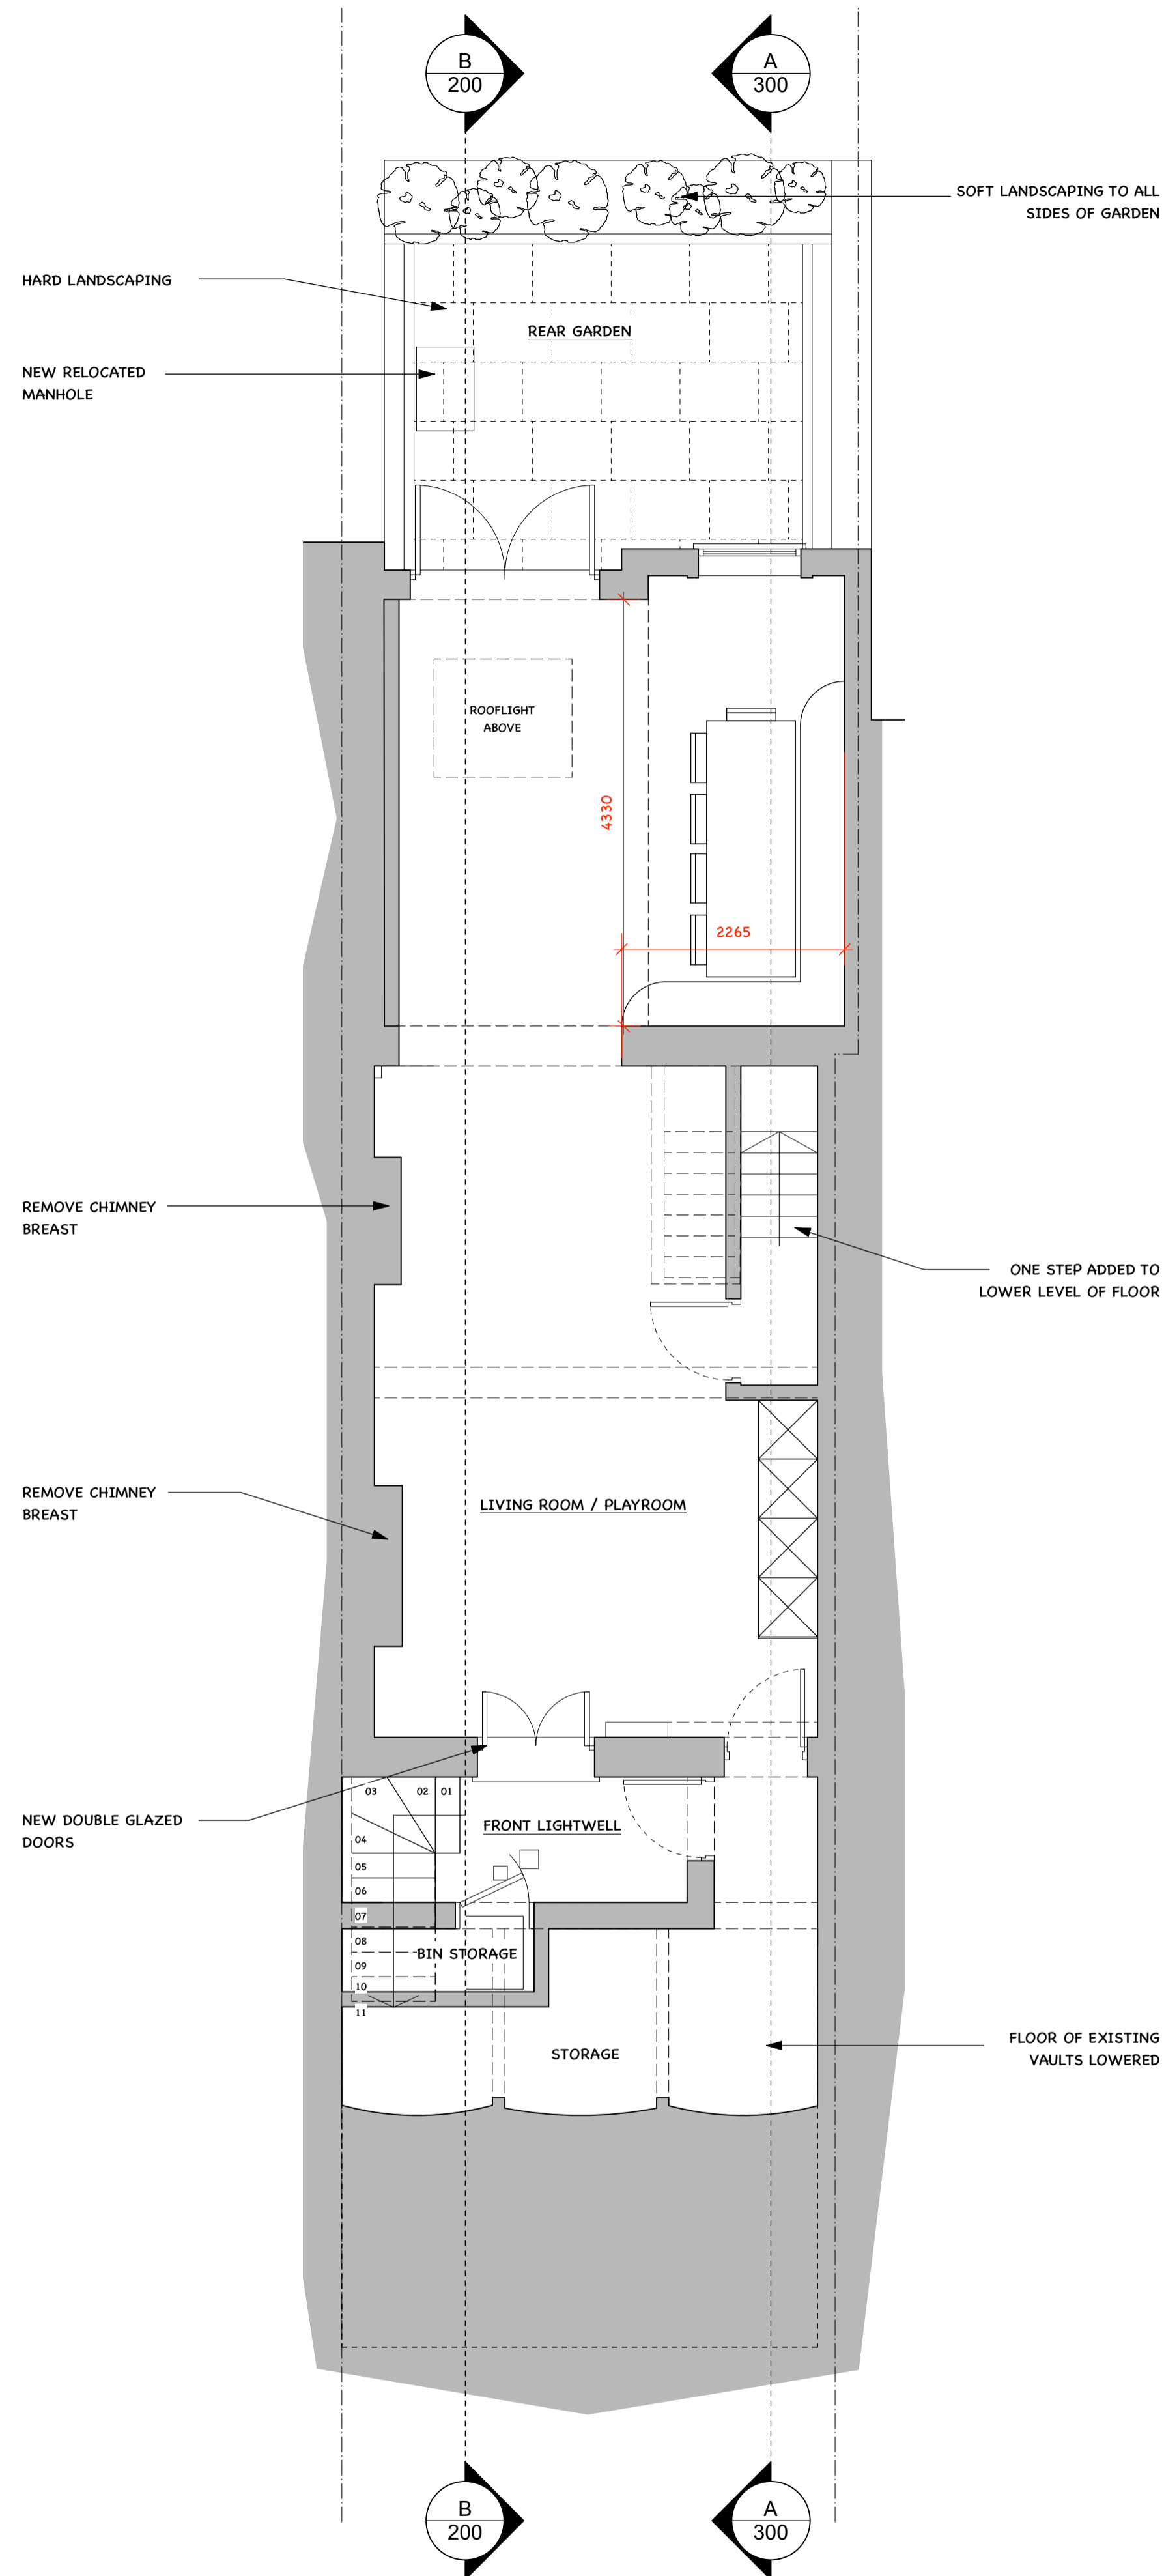 B
200
A
300
SOFT LANDSCAPING TO ALL
SIDES OF GARDEN
HARD LANDSCAPING
REAR GARDEN
NEW RELOCATED
MANHOLE
ROOFLIGHT
ABOVE
4330
2265
REMOVE CHIMNEY
BREAST
ONE STEP ADDED TO
LOWER LEVEL OF FLOOR
REMOVE CHIMNEY
BREAST
LIVING ROOM / PLAYROOM
03
02
01
NEW DOUBLE GLAZED
DOORS
FRONT LIGHTWELL
04
05
06
07
08
BIN STORAGE
09
10
11
STORAGE
FLOOR OF EXISTING
VAULTS LOWERED
B
200
A
300